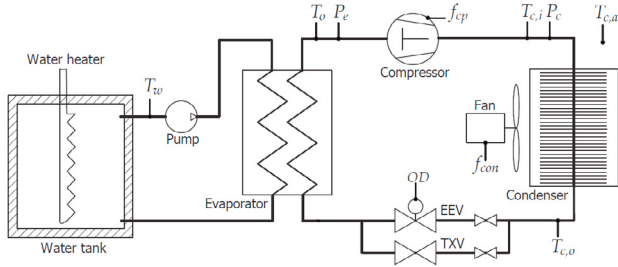 T_o P_e
f_cp
T_c,i P_c
T_c,a
Water heater
Compressor
T_w
Fan
Pump
f_con
OD
Evaporator
Condenser
EEV
Water tank
TXV
T_c,o